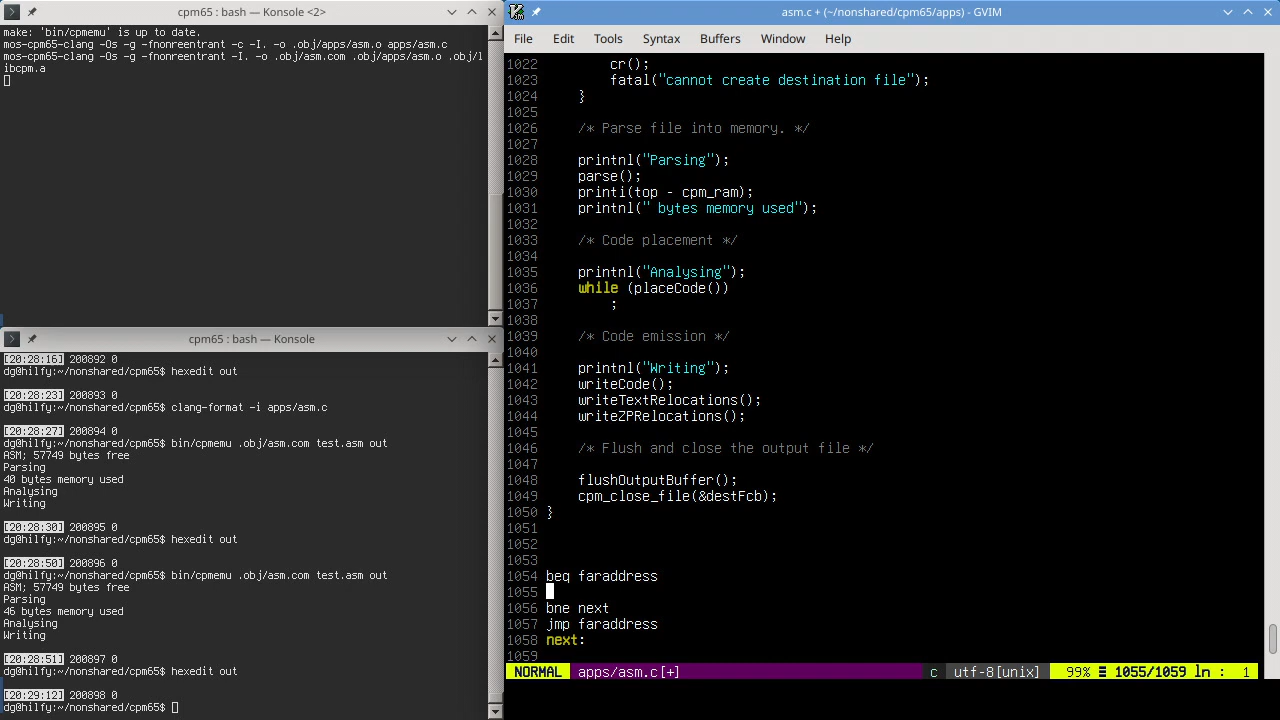 cpm65 : bash — Konsole <2>
make: 'bin/cpmemu' is up to date.
mos-cpm65-clang -Os -g -fnonreentrant -c -I. -o .obj/apps/asm.o apps/asm.c
mos-cpm65-clang -Os -g -fnonreentrant -I. -o .obj/asm.com .obj/apps/asm.o .obj/l
ibcpm.a
cpm65 : bash — Konsole
[20:28:16] 200892 0
dg@hilfy:~/nonshared/cpm65$ hexedit out
[20:28:23] 200893 0
dg@hilfy:~/nonshared/cpm65$ clang-format -i apps/asm.c
[20:28:27] 200894 0
dg@hilfy:~/nonshared/cpm65$ bin/cpmemu .obj/asm.com test.asm out
ASM; 57749 bytes free
Parsing
40 bytes memory used
Analysing
Writing
[20:28:30] 200895 0
dg@hilfy:~/nonshared/cpm65$ hexedit out
[20:28:50] 200896 0
dg@hilfy:~/nonshared/cpm65$ bin/cpmemu .obj/asm.com test.asm out
ASM; 57749 bytes free
Parsing
46 bytes memory used
Analysing
Writing
[20:28:51] 200897 0
dg@hilfy:~/nonshared/cpm65$ hexedit out
[20:29:12] 200898 0
dg@hilfy:~/nonshared/cpm65$
asm.c + (~/nonshared/cpm65/apps) - GVIM
File Edit Tools Syntax Buffers Window Help
1022         cr();
1023         fatal("cannot create destination file");
1024     }
1025
1026     /* Parse file into memory. */
1027
1028     printnl("Parsing");
1029     parse();
1030     printi(top - cpm_ram);
1031     printnl(" bytes memory used");
1032
1033     /* Code placement */
1034
1035     printnl("Analysing");
1036     while (placeCode())
1037         ;
1038
1039     /* Code emission */
1040
1041     printnl("Writing");
1042     writeCode();
1043     writeTextRelocations();
1044     writeZPRelocations();
1045
1046     /* Flush and close the output file */
1047
1048     flushOutputBuffer();
1049     cpm_close_file(&destFcb);
1050 }
1051
1052
1053
1054 beq faraddress
1055
1056 bne next
1057 jmp faraddress
1058 next:
1059
NORMAL apps/asm.c[+] c utf-8[unix] 99% ☰ 1055/1059 ln : 1